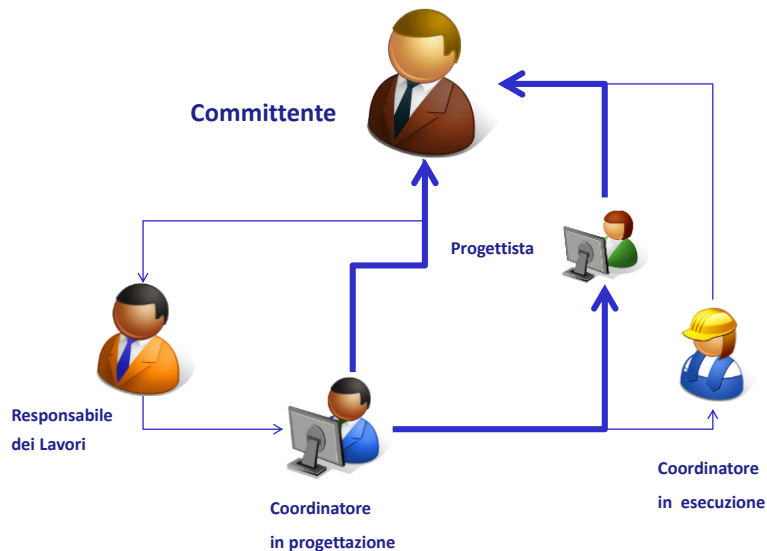 Committente
Progettista
Responsabile
dei Lavori
Coordinatore
in progettazione
Coordinatore
in esecuzione